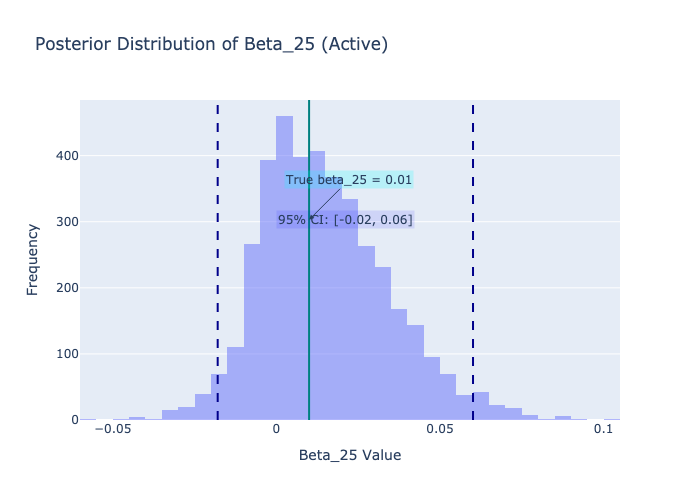 Posterior Distribution of Beta_25 (Active)
400
300
200
100
0
True beta_25 = 0.01
95% CI: [-0.02, 0.06]
−0.05
0
0.05
0.1
Beta_25 Value
Frequency